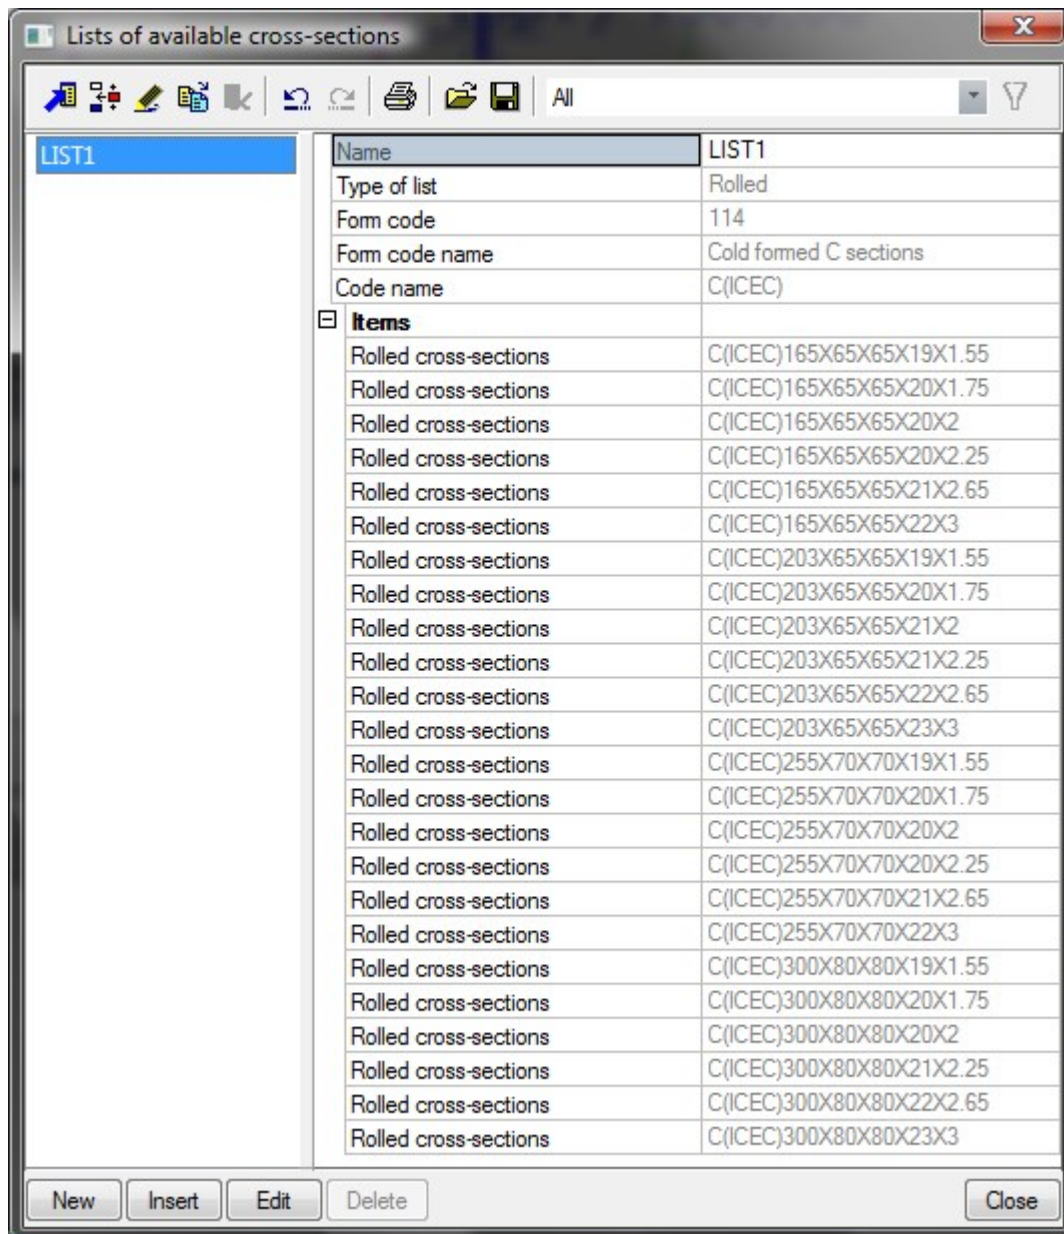 Lists of available cross-sections
All
LIST1
Name LIST1
Type of list Rolled
Form code 114
Form code name Cold formed C sections
Code name C(ICEC)
Items
Rolled cross-sections C(ICEC)165X65X65X19X1.55
Rolled cross-sections C(ICEC)165X65X65X20X1.75
Rolled cross-sections C(ICEC)165X65X65X20X2
Rolled cross-sections C(ICEC)165X65X65X20X2.25
Rolled cross-sections C(ICEC)165X65X65X21X2.65
Rolled cross-sections C(ICEC)165X65X65X22X3
Rolled cross-sections C(ICEC)203X65X65X19X1.55
Rolled cross-sections C(ICEC)203X65X65X20X1.75
Rolled cross-sections C(ICEC)203X65X65X21X2
Rolled cross-sections C(ICEC)203X65X65X21X2.25
Rolled cross-sections C(ICEC)203X65X65X22X2.65
Rolled cross-sections C(ICEC)203X65X65X23X3
Rolled cross-sections C(ICEC)255X70X70X19X1.55
Rolled cross-sections C(ICEC)255X70X70X20X1.75
Rolled cross-sections C(ICEC)255X70X70X20X2
Rolled cross-sections C(ICEC)255X70X70X20X2.25
Rolled cross-sections C(ICEC)255X70X70X21X2.65
Rolled cross-sections C(ICEC)255X70X70X22X3
Rolled cross-sections C(ICEC)300X80X80X19X1.55
Rolled cross-sections C(ICEC)300X80X80X20X1.75
Rolled cross-sections C(ICEC)300X80X80X20X2
Rolled cross-sections C(ICEC)300X80X80X21X2.25
Rolled cross-sections C(ICEC)300X80X80X22X2.65
Rolled cross-sections C(ICEC)300X80X80X23X3
New Insert Edit Delete Close